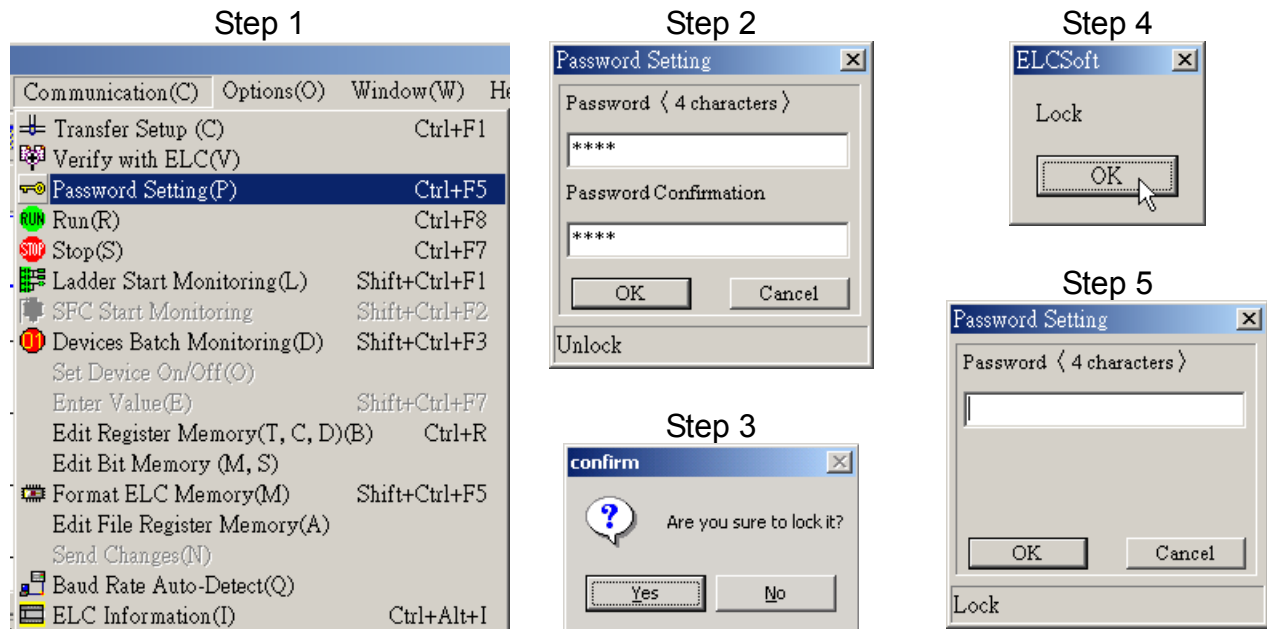 Step 1
Communication(C) Options(O) Window(W) He
Transfer Setup (C) Ctrl+F1
Verify with ELC(V)
Password Setting(P) Ctrl+F5
RUN Run(R) Ctrl+F8
STOP Stop(S) Ctrl+F7
Ladder Start Monitoring(L) Shift+Ctrl+F1
SFC Start Monitoring Shift+Ctrl+F2
01 Devices Batch Monitoring(D) Shift+Ctrl+F3
Set Device On/Off(O)
Enter Value(E) Shift+Ctrl+F7
Edit Register Memory(T, C, D)(B) Ctrl+R
Edit Bit Memory (M, S)
Format ELC Memory(M) Shift+Ctrl+F5
Edit File Register Memory(A)
Send Changes(N)
Baud Rate Auto-Detect(Q)
ELC Information(I) Ctrl+Alt+I
Step 2
Password Setting
Password 〈 4 characters 〉
****
Password Confirmation
****
OK Cancel
Unlock
Step 3
confirm
Are you sure to lock it?
Yes No
Step 4
ELCSoft
Lock
OK
Step 5
Password Setting
Password 〈 4 characters 〉
OK Cancel
Lock